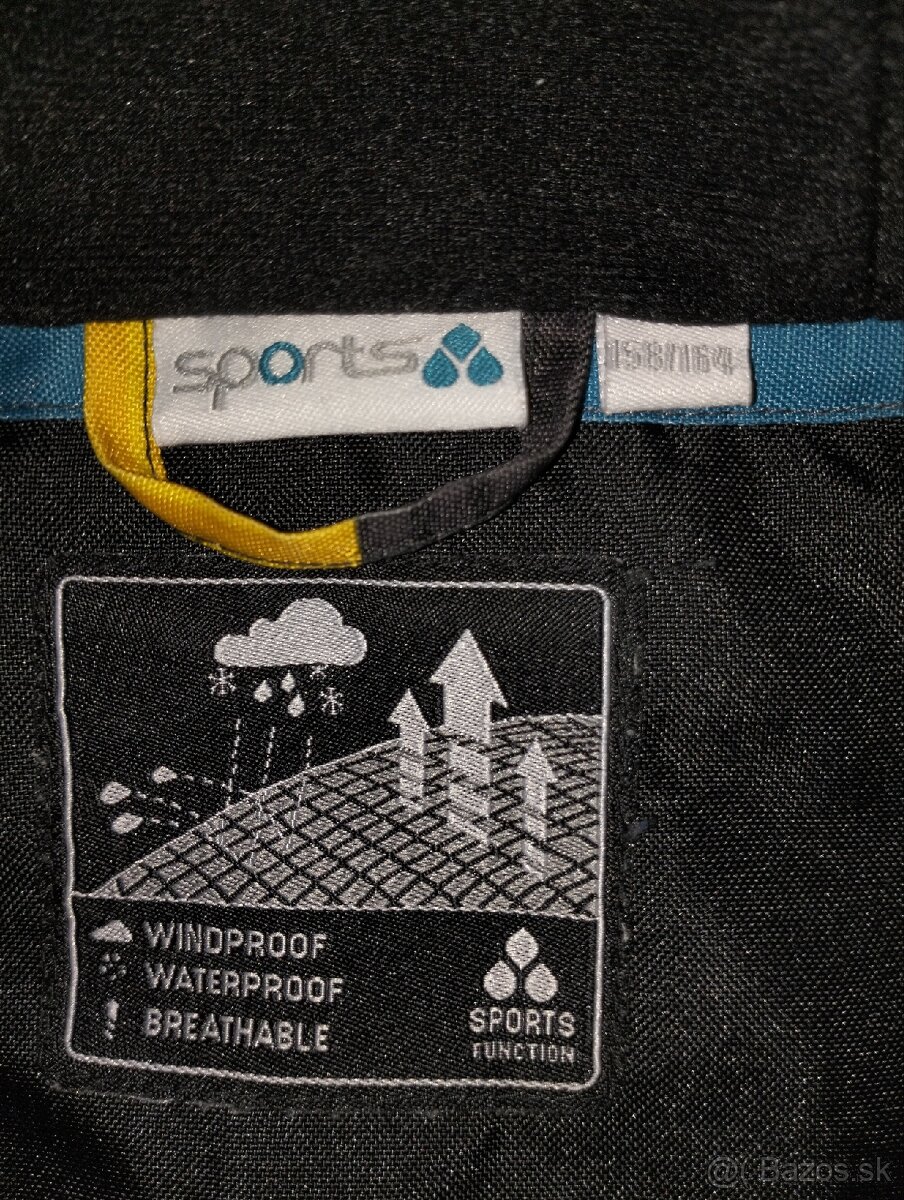 sports
158/164
WINDPROOF
WATERPROOF
BREATHABLE
SPORTS
FUNCTION
Bazos.sk